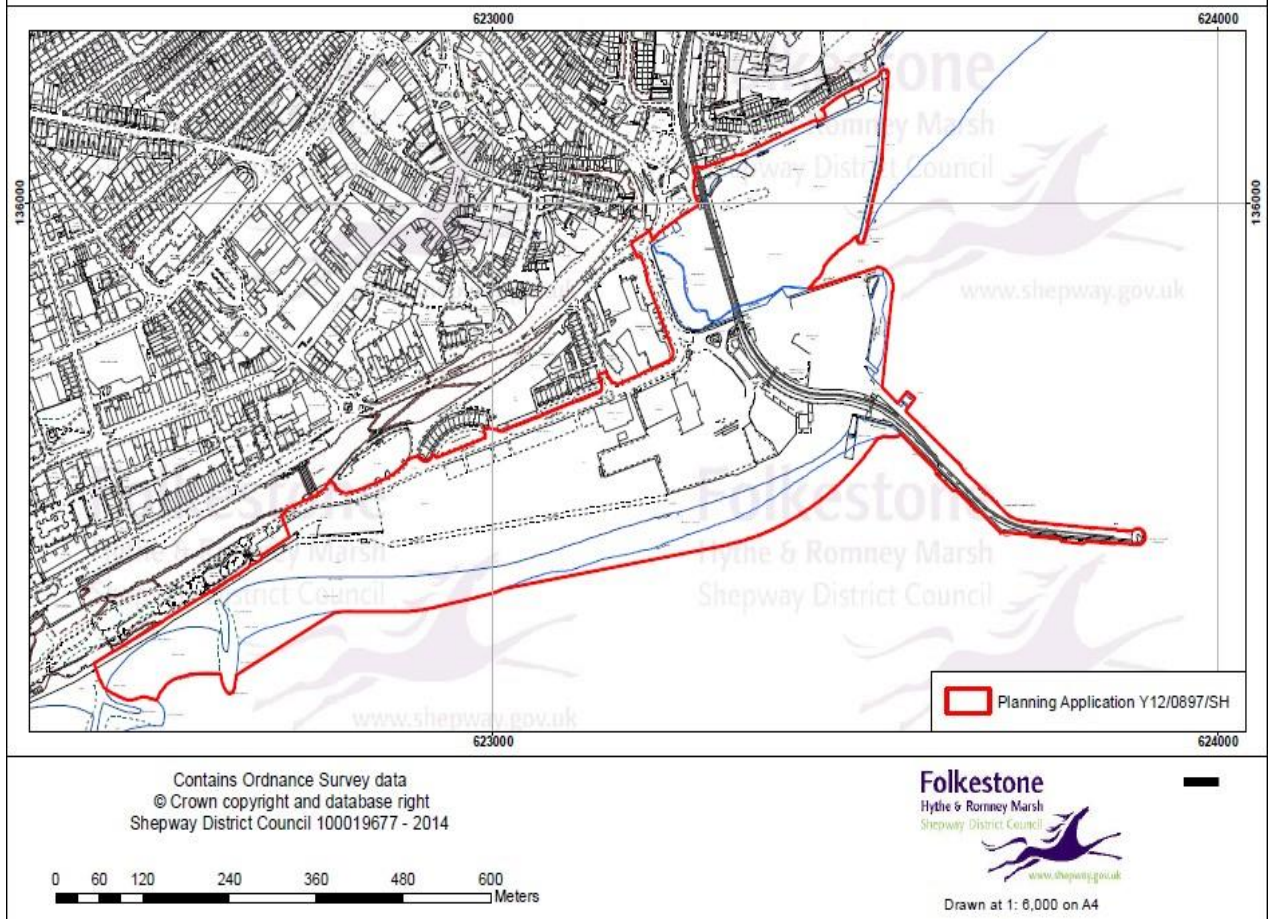 623000
624000
136000
136000
Folkestone
Romney Marsh
Shepway District Council
www.shepway.gov.uk
Folkestone
Hythe & Romney Marsh
Shepway District Council
Folkestone
Hythe & Romney Marsh
Shepway District Council
www.shepway.gov.uk
Planning Application Y12/0897/SH
623000
624000
Contains Ordnance Survey data
© Crown copyright and database right
Shepway District Council 100019677 - 2014
0 60 120 240 360 480 600
Meters
Folkestone
Hythe & Romney Marsh
Shepway District Council
www.shepway.gov.uk
Drawn at 1: 6,000 on A4